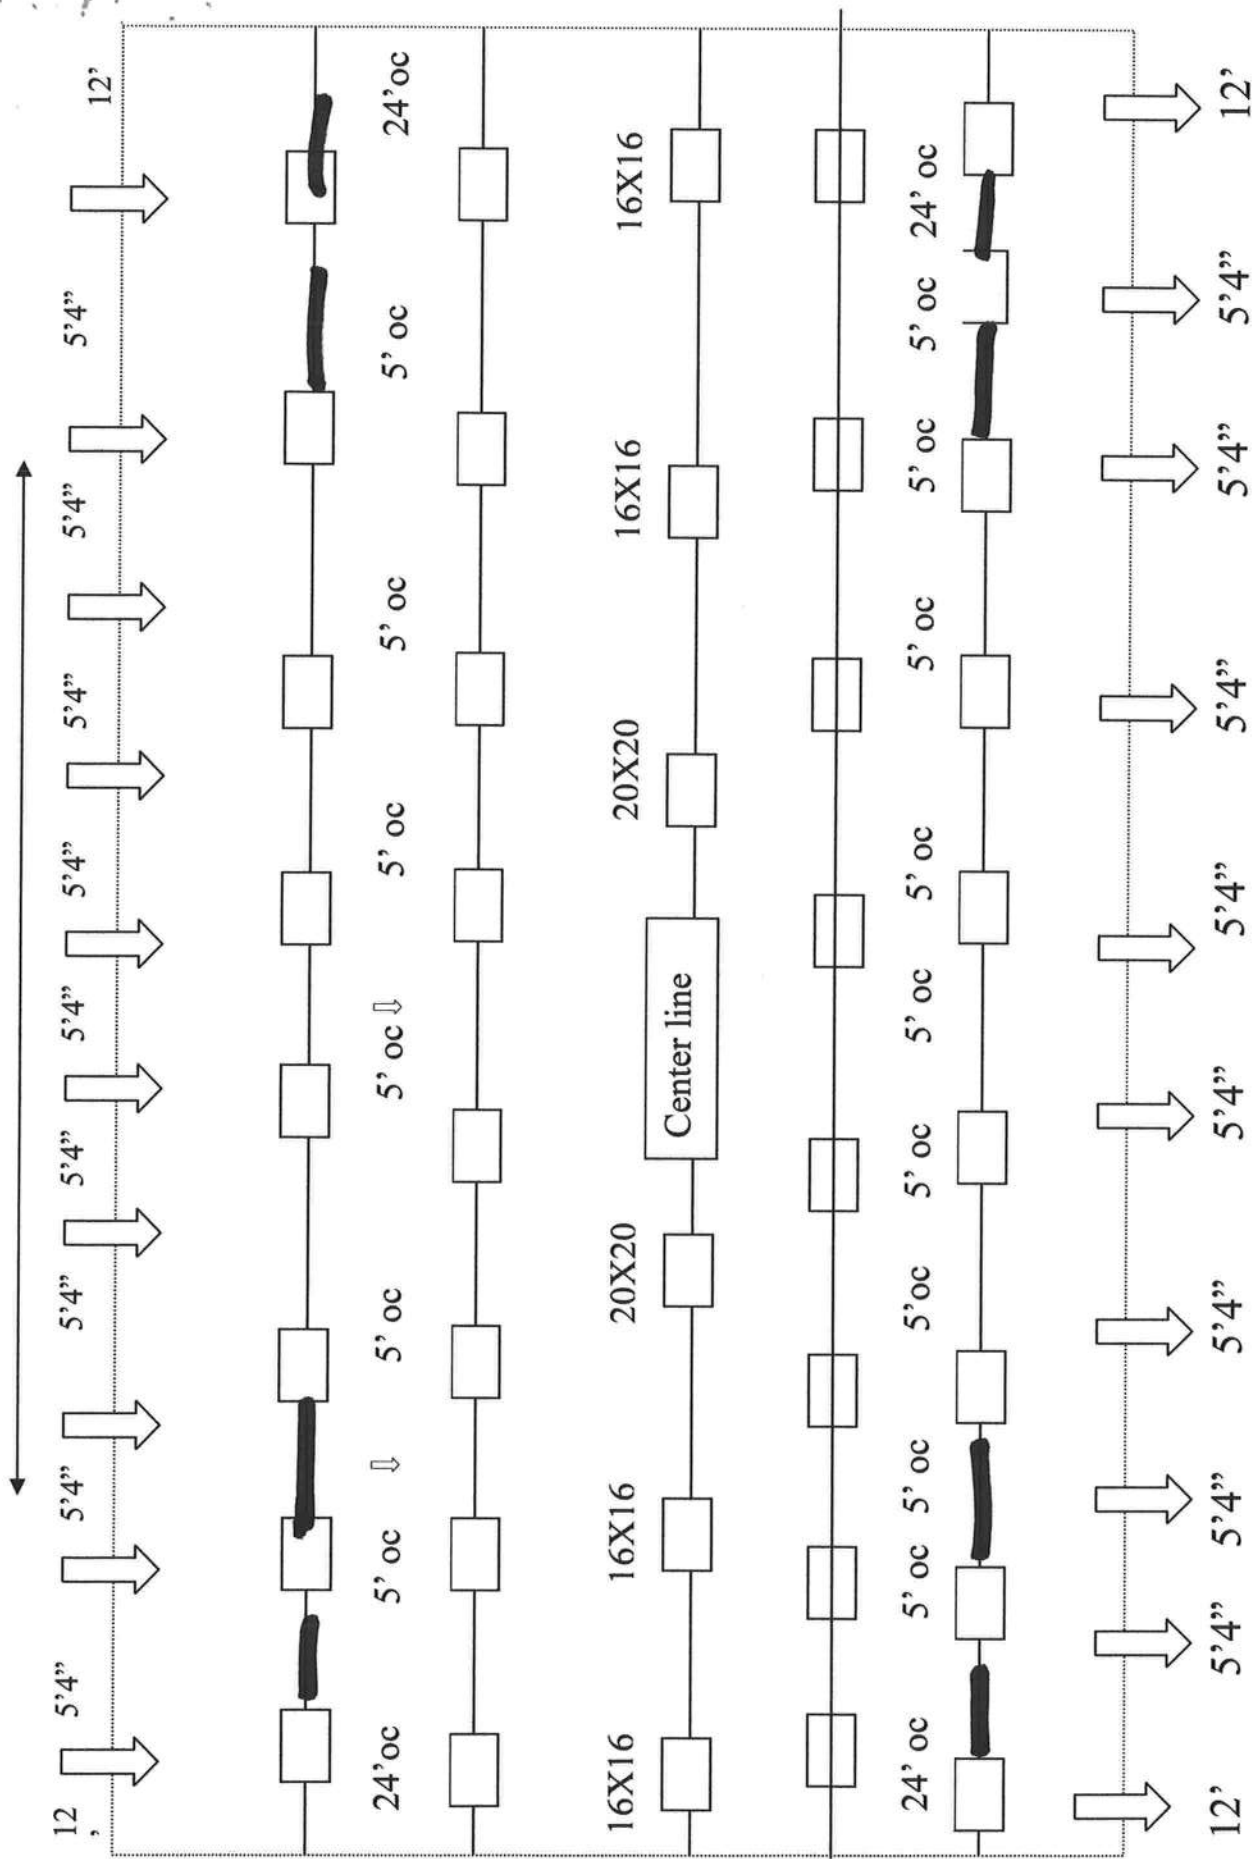 12 ’ 5’4” 5’4” 5’4” 5’4” 5’4” 5’4” 5’4” 5’4” 5’4” 12’
24’oc 5’ oc 5’ oc 5’ oc 5’ oc 5’ oc 5’ oc 24’oc
16X16 16X16 20X20 20X20 16X16 16X16
Center line
24’ oc 5’ oc 5’ oc 5’oc 5’ oc 5’ oc 5’ oc 5’ oc 5’ oc 5’ oc 24’ oc
12’ 5’4” 5’4” 5’4” 5’4” 5’4” 5’4” 5’4” 5’4” 12’